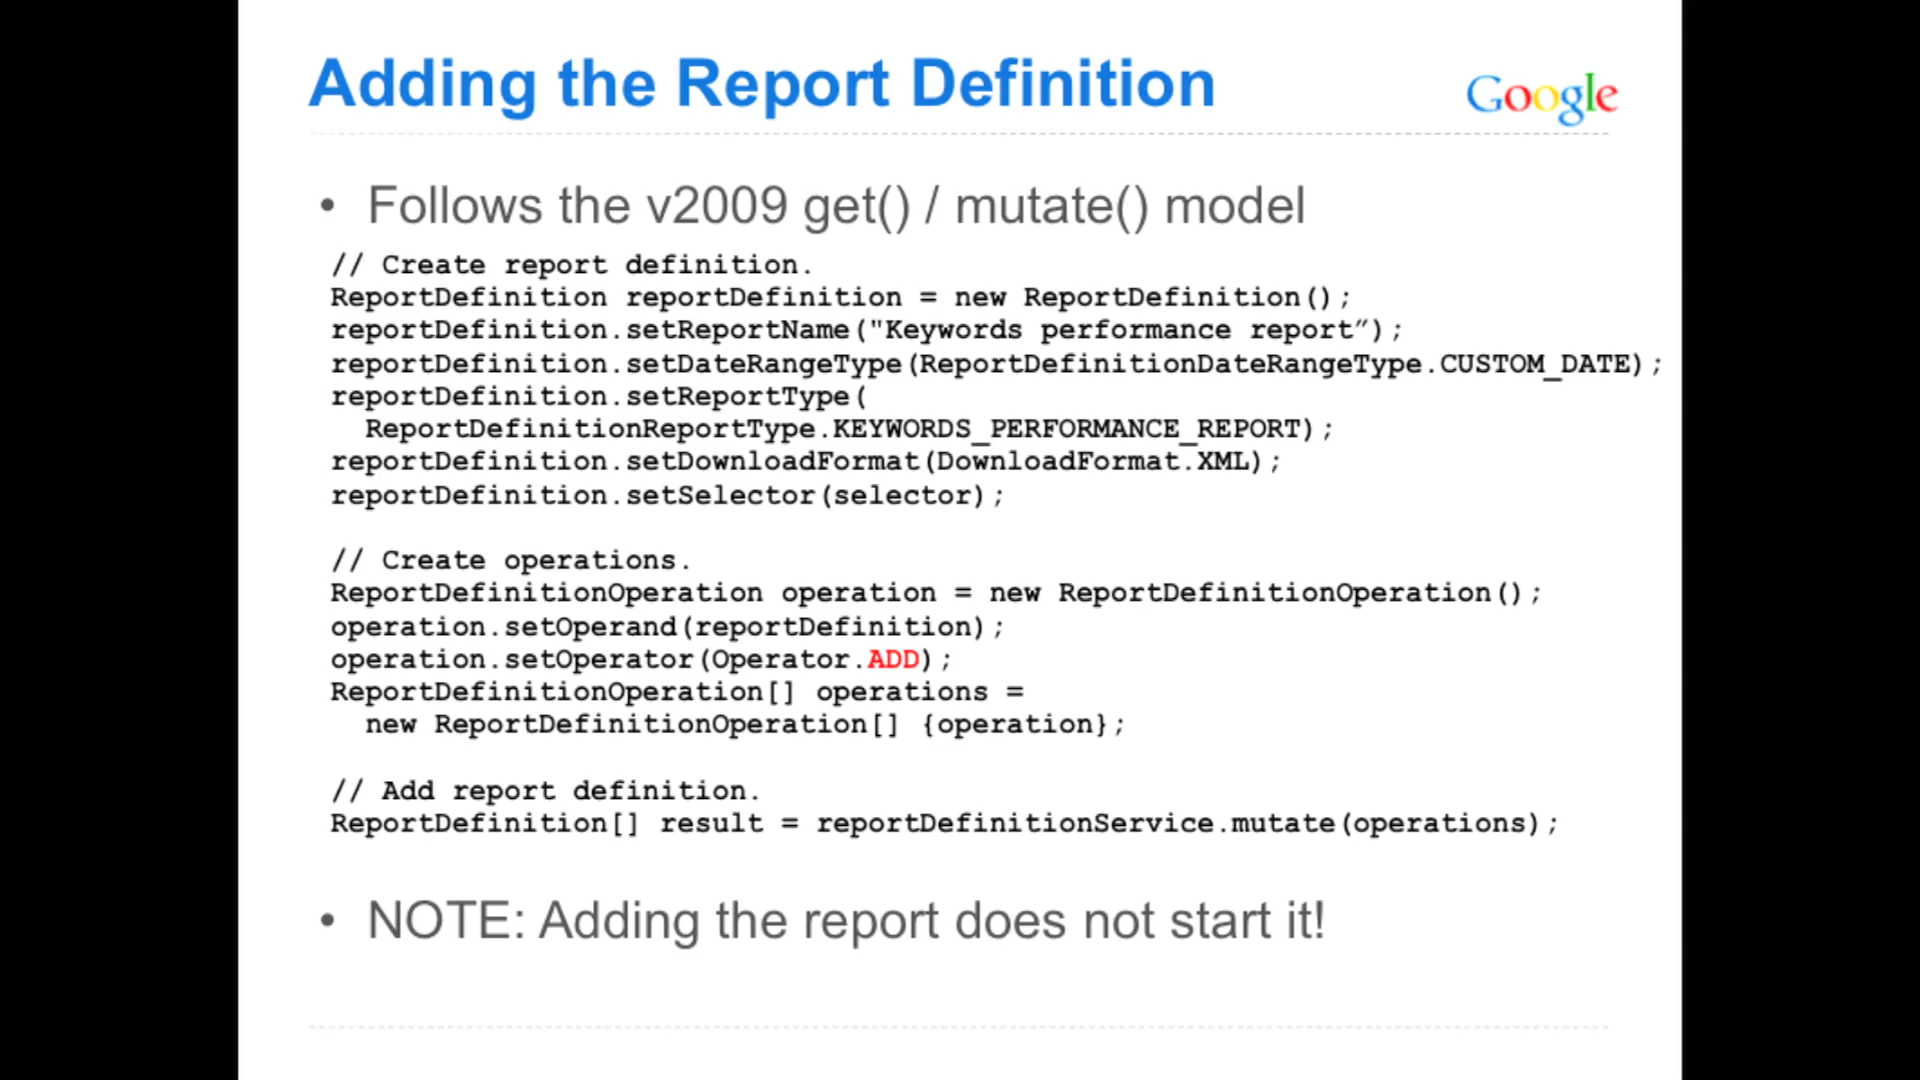 Adding the Report Definition
Google
• Follows the v2009 get() / mutate() model
// Create report definition.
ReportDefinition reportDefinition = new ReportDefinition();
reportDefinition.setReportName("Keywords performance report”);
reportDefinition.setDateRangeType(ReportDefinitionDateRangeType.CUSTOM_DATE);
reportDefinition.setReportType(
  ReportDefinitionReportType.KEYWORDS_PERFORMANCE_REPORT);
reportDefinition.setDownloadFormat(DownloadFormat.XML);
reportDefinition.setSelector(selector);
// Create operations.
ReportDefinitionOperation operation = new ReportDefinitionOperation();
operation.setOperand(reportDefinition);
operation.setOperator(Operator.ADD);
ReportDefinitionOperation[] operations =
  new ReportDefinitionOperation[] {operation};
// Add report definition.
ReportDefinition[] result = reportDefinitionService.mutate(operations);
• NOTE: Adding the report does not start it!